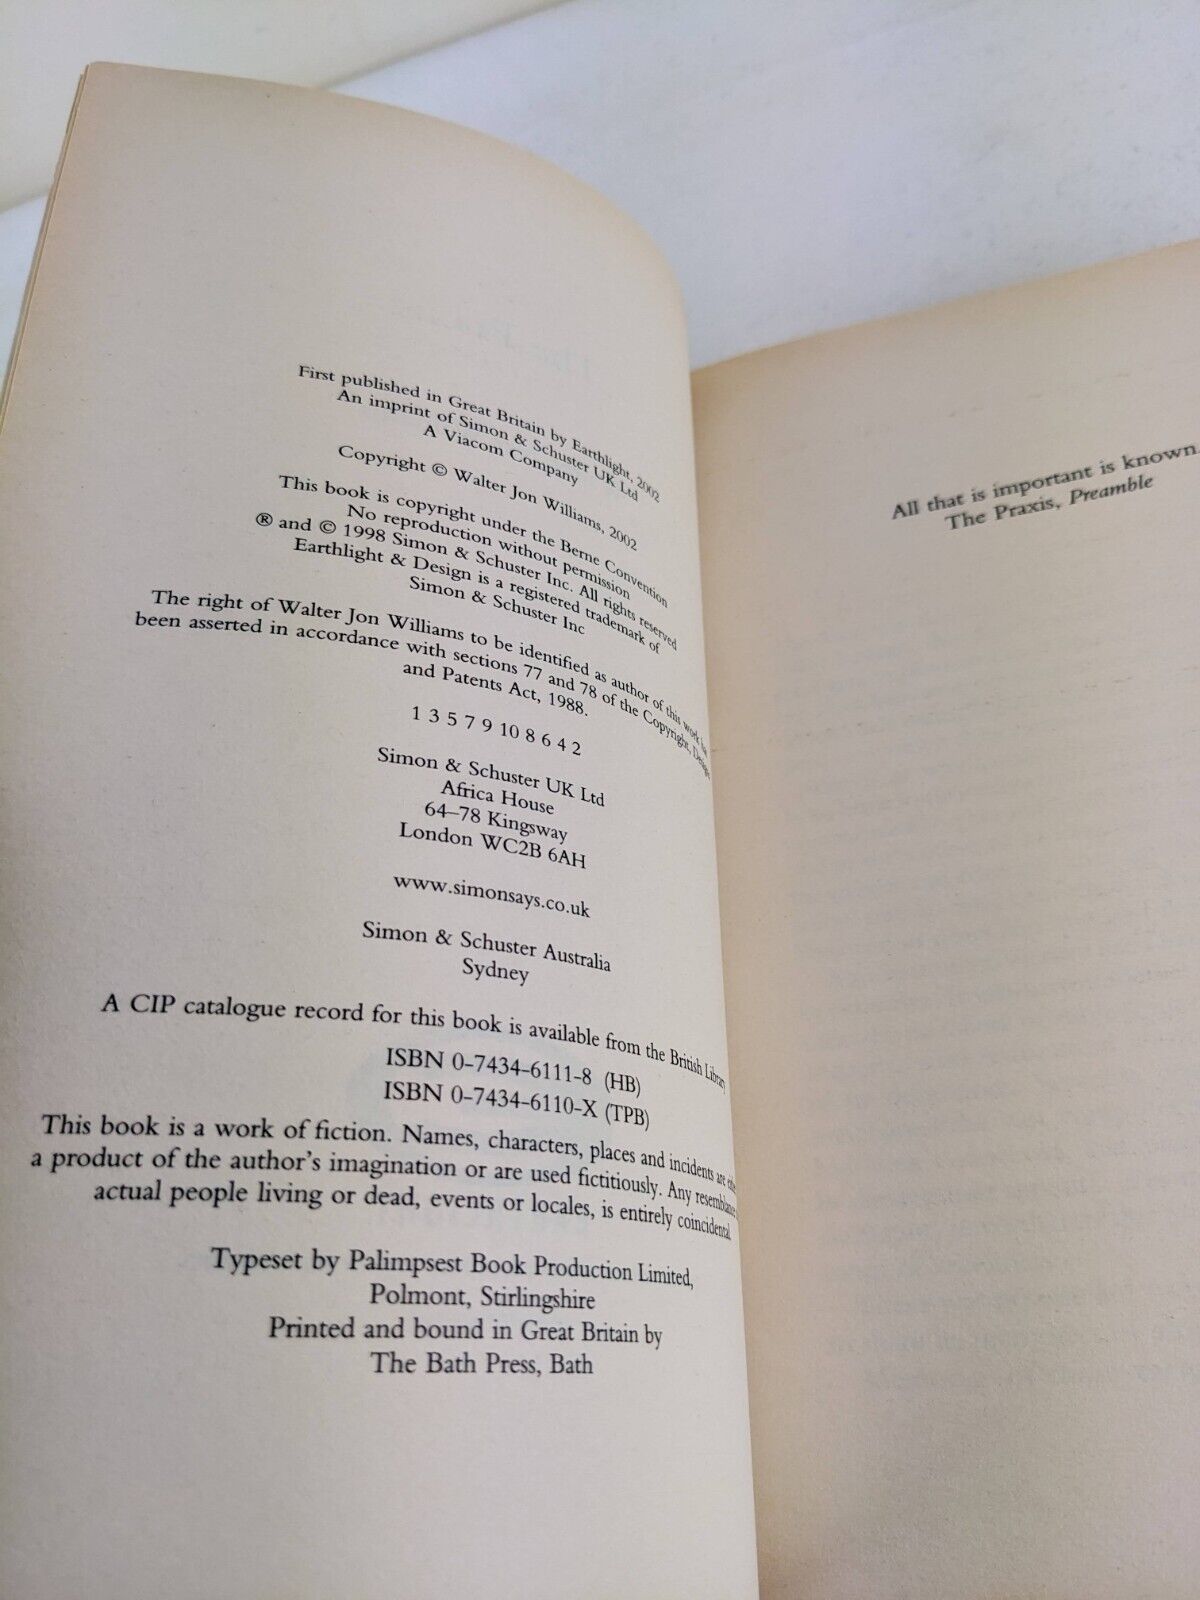 First published in Great Britain by Earthlight, 2002
An imprint of Simon & Schuster UK Ltd
A Viacom Company
Copyright © Walter Jon Williams, 2002
This book is copyright under the Berne Convention
No reproduction without permission
® and © 1998 Simon & Schuster Inc. All rights reserved
Earthlight & Design is a registered trademark of
Simon & Schuster Inc
The right of Walter Jon Williams to be identified as author of this work has
been asserted in accordance with sections 77 and 78 of the Copyright, Designs
and Patents Act, 1988.
1 3 5 7 9 10 8 6 4 2
Simon & Schuster UK Ltd
Africa House
64–78 Kingsway
London WC2B 6AH
www.simonsays.co.uk
Simon & Schuster Australia
Sydney
A CIP catalogue record for this book is available from the British Library
ISBN 0-7434-6111-8 (HB)
ISBN 0-7434-6110-X (TPB)
This book is a work of fiction. Names, characters, places and incidents are
a product of the author's imagination or are used fictitiously. Any resemblance
actual people living or dead, events or locales, is entirely coincidental
Typeset by Palimpsest Book Production Limited,
Polmont, Stirlingshire
Printed and bound in Great Britain by
The Bath Press, Bath
All that is important is known.
The Praxis, Preamble